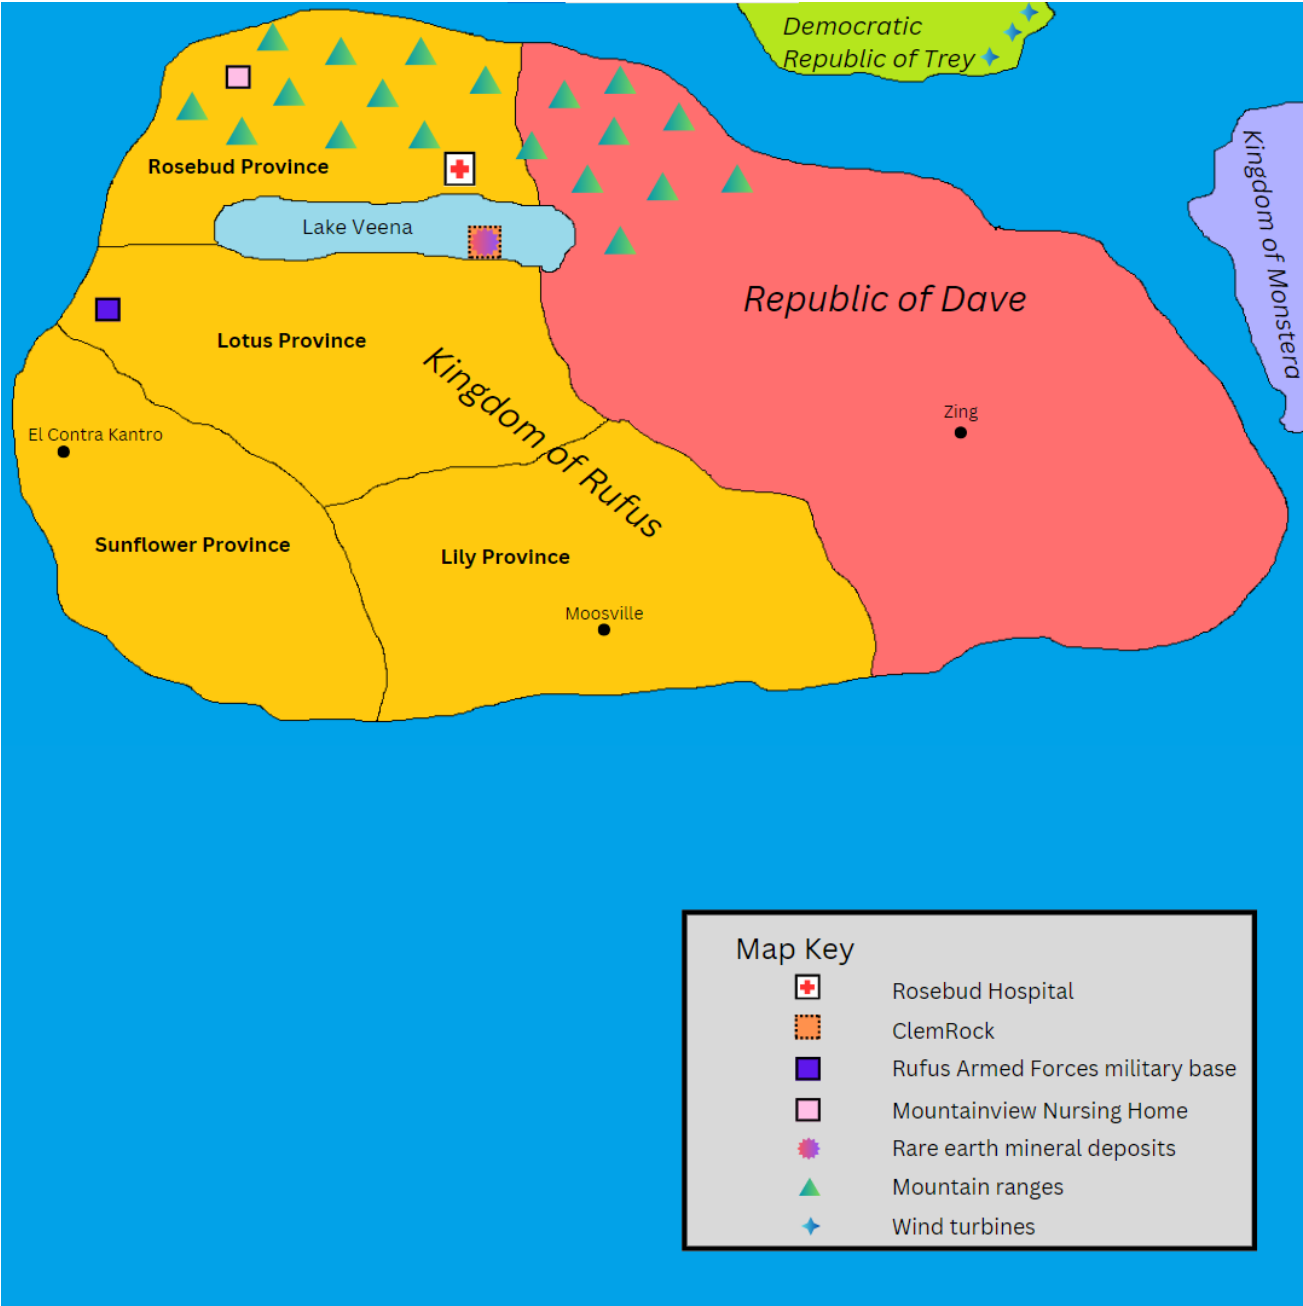 Democratic
Republic of Trey
Kingdom of Monstera
Rosebud Province
Lake Veena
Republic of Dave
Lotus Province
Kingdom of Rufus
Zing
El Contra Kantro
Sunflower Province
Lily Province
Moosville
Map Key
Rosebud Hospital
ClemRock
Rufus Armed Forces military base
Mountainview Nursing Home
Rare earth mineral deposits
Mountain ranges
Wind turbines